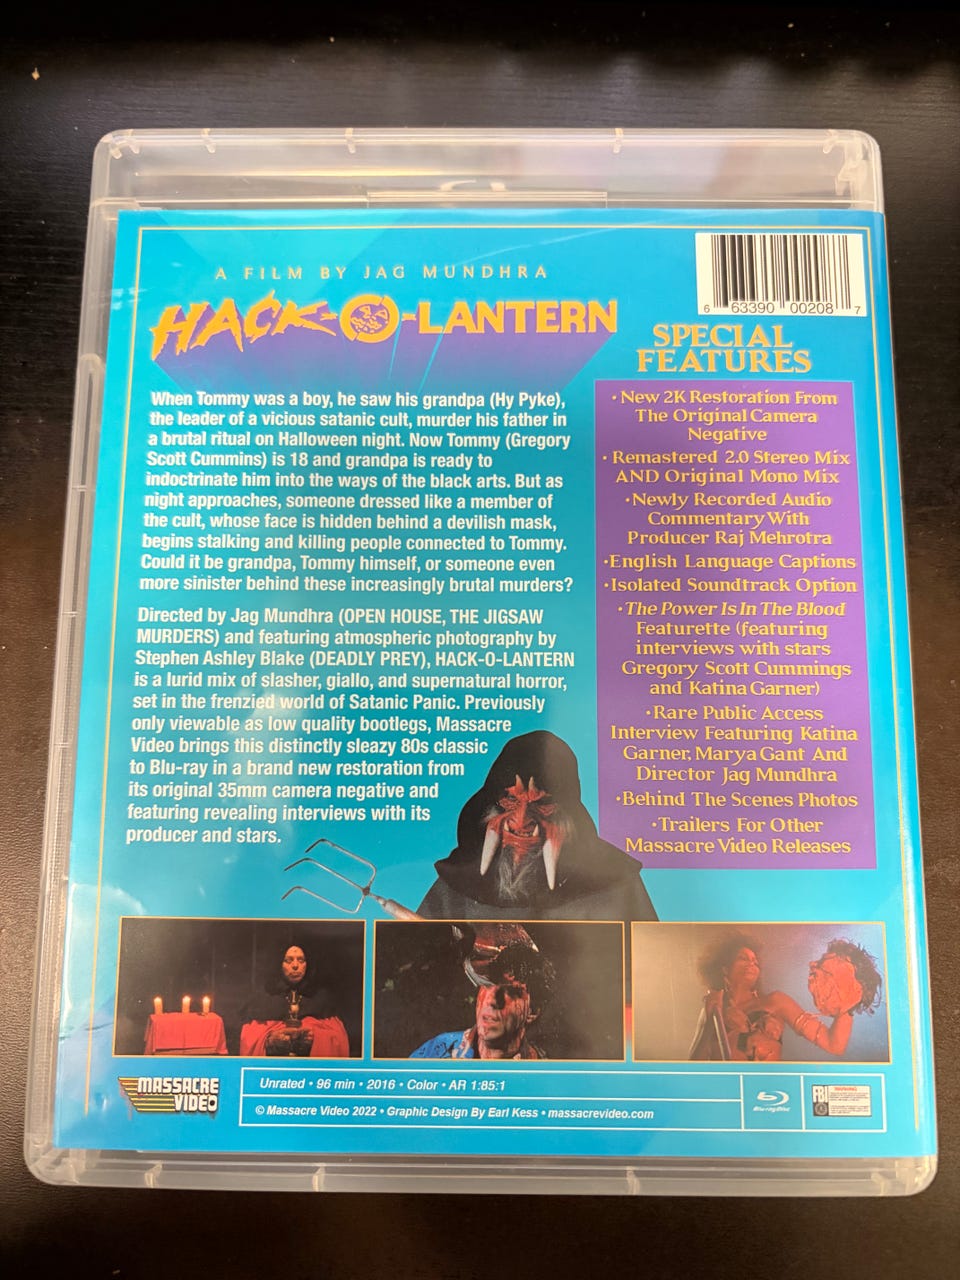 A FILM BY JAG MUNDHRA
HACK-O-LANTERN
When Tommy was a boy, he saw his grandpa (Hy Pyke),
the leader of a vicious satanic cult, murder his father in
a brutal ritual on Halloween night. Now Tommy (Gregory
Scott Cummins) is 18 and grandpa is ready to
indoctrinate him into the ways of the black arts. But as
night approaches, someone dressed like a member of
the cult, whose face is hidden behind a devilish mask,
begins stalking and killing people connected to Tommy.
Could it be grandpa, Tommy himself, or someone even
more sinister behind these increasingly brutal murders?
Directed by Jag Mundhra (OPEN HOUSE, THE JIGSAW
MURDERS) and featuring atmospheric photography by
Stephen Ashley Blake (DEADLY PREY), HACK-O-LANTERN
is a lurid mix of slasher, giallo, and supernatural horror,
set in the frenzied world of Satanic Panic. Previously
only viewable as low quality bootlegs, Massacre
Video brings this distinctly sleazy 80s classic
to Blu-ray in a brand new restoration from
its original 35mm camera negative and
featuring revealing interviews with its
producer and stars.
6 63390 00208 7
SPECIAL
FEATURES
•New 2K Restoration From
The Original Camera
Negative
•Remastered 2.0 Stereo Mix
AND Original Mono Mix
•Newly Recorded Audio
Commentary With
Producer Raj Mehrotra
•English Language Captions
•Isolated Soundtrack Option
•The Power Is In The Blood
Featurette (featuring
interviews with stars
Gregory Scott Cummings
and Katina Garner)
•Rare Public Access
Interview Featuring Katina
Garner, Marya Gant And
Director Jag Mundhra
•Behind The Scenes Photos
•Trailers For Other
Massacre Video Releases
MASSACRE
VIDEO
Unrated • 96 min • 2016 • Color • AR 1:85:1
© Massacre Video 2022 • Graphic Design By Earl Kess • massacrevideo.com
Blu-ray Disc
FBI
WARNING